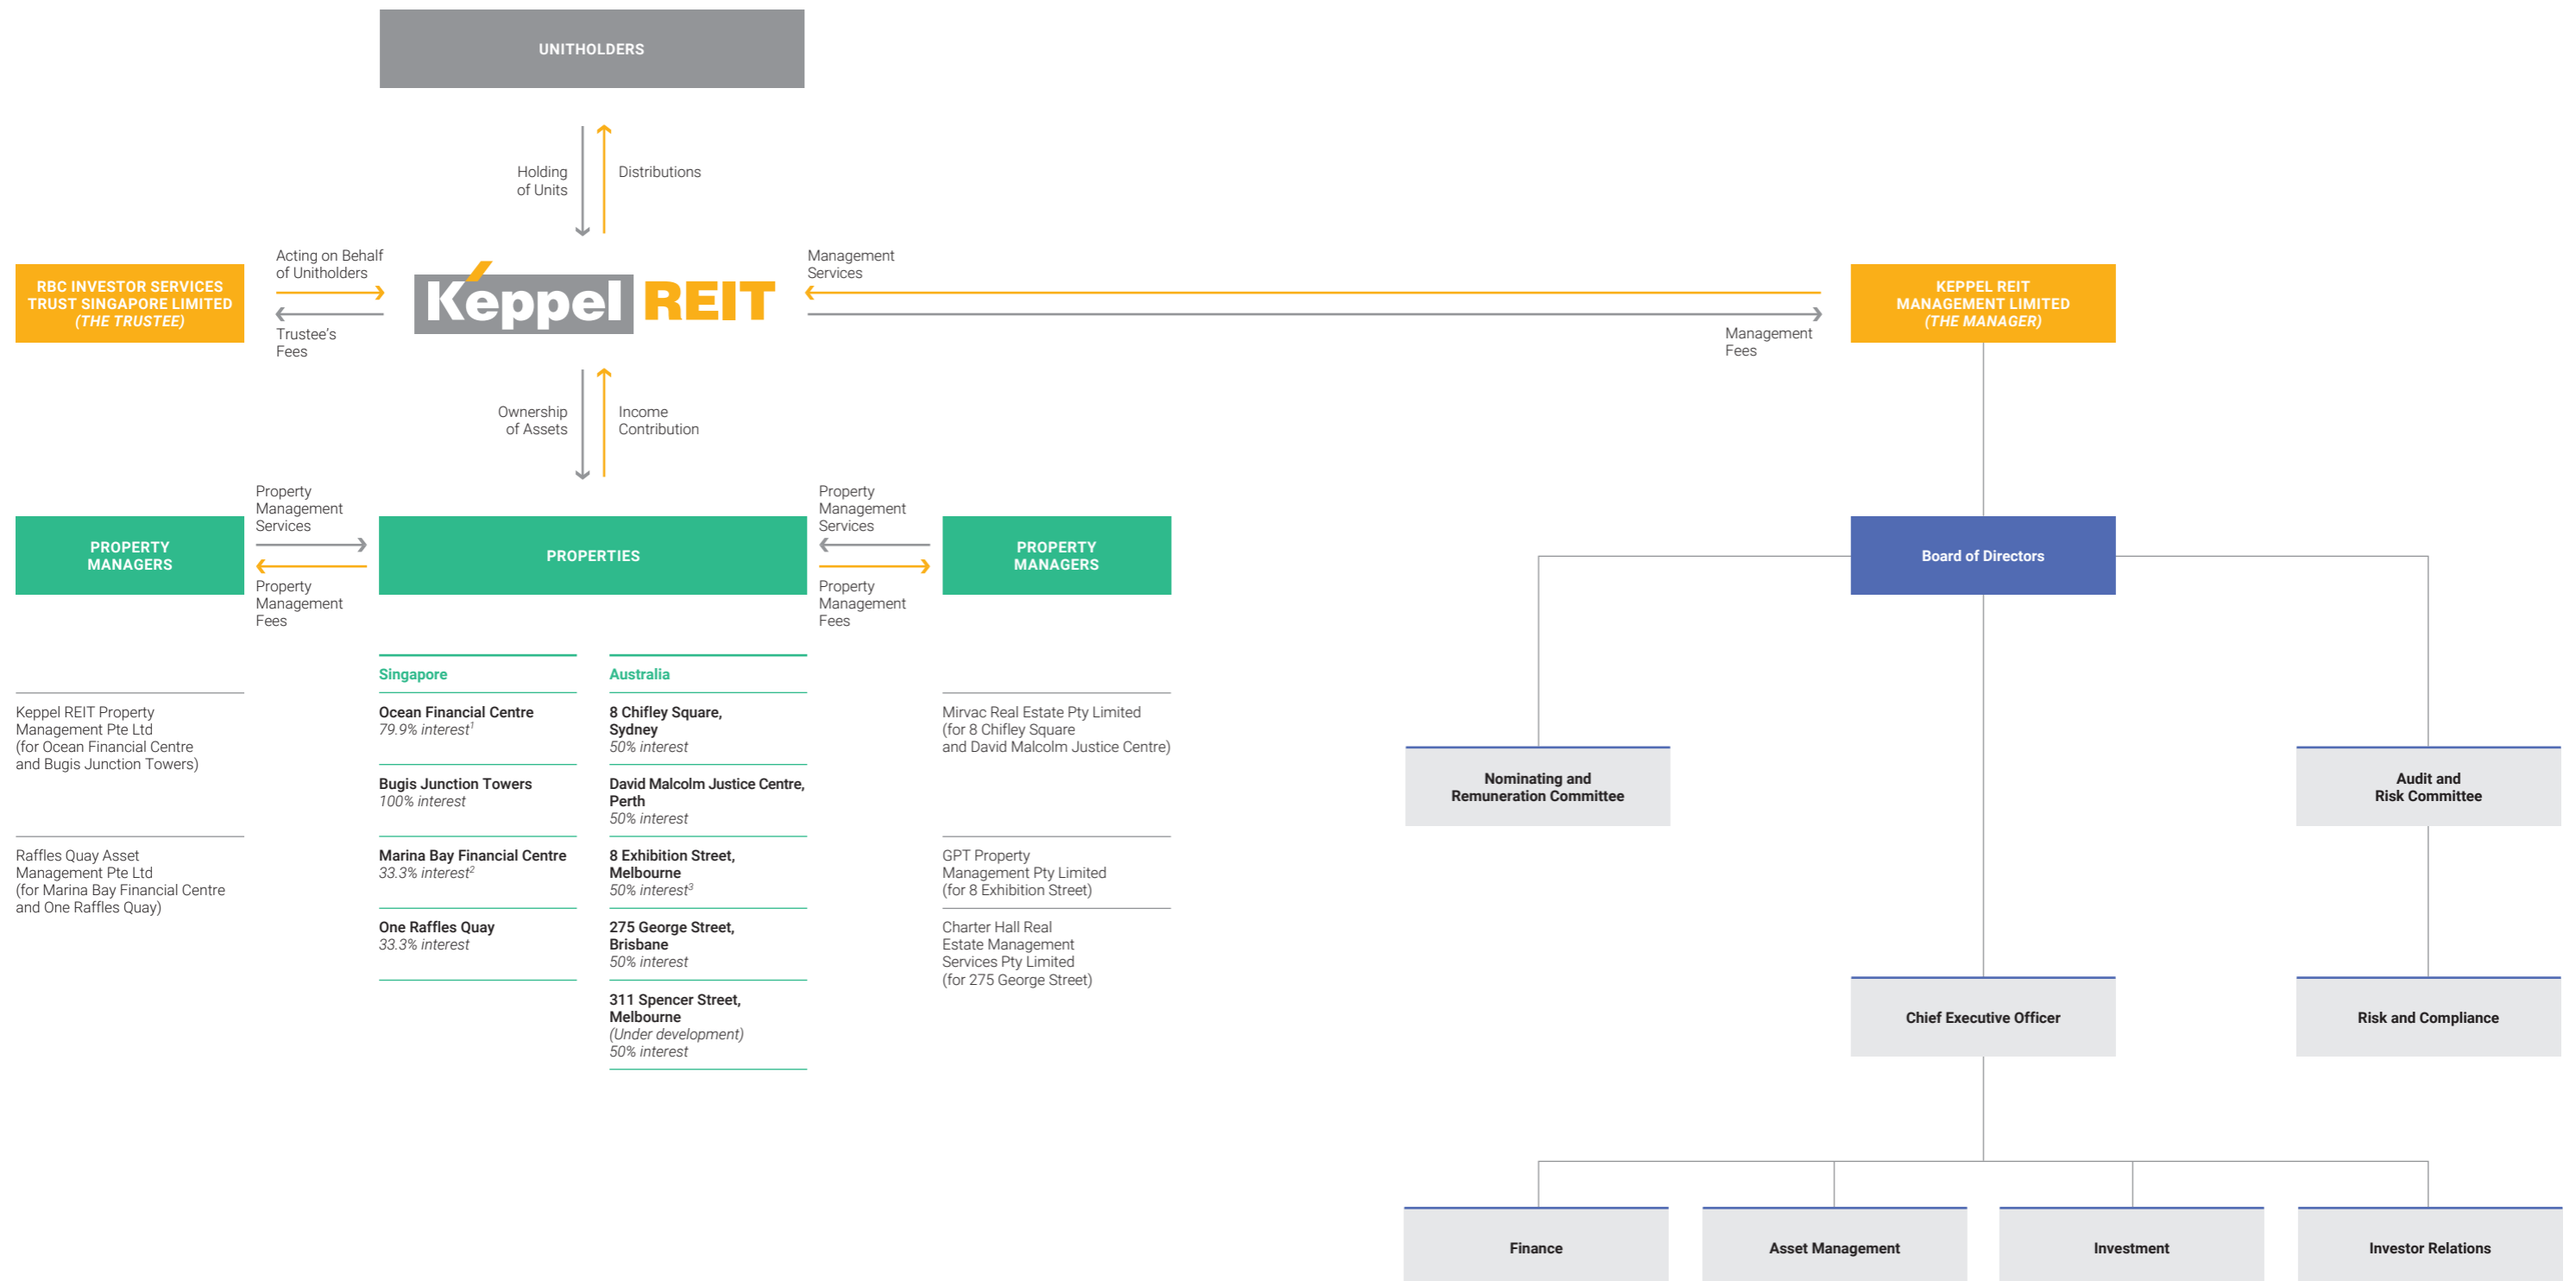 UNITHOLDERS
Holding
of Units
Distributions
RBC INVESTOR SERVICES
TRUST SINGAPORE LIMITED
(THE TRUSTEE)
Acting on Behalf
of Unitholders
Trustee's
Fees
Keppel REIT
Management
Services
Management
Fees
KEPPEL REIT
MANAGEMENT LIMITED
(THE MANAGER)
Ownership
of Assets
Income
Contribution
PROPERTY
MANAGERS
Property
Management
Services
Property
Management
Fees
PROPERTIES
Property
Management
Services
Property
Management
Fees
PROPERTY
MANAGERS
Keppel REIT Property
Management Pte Ltd
(for Ocean Financial Centre
and Bugis Junction Towers)
Raffles Quay Asset
Management Pte Ltd
(for Marina Bay Financial Centre
and One Raffles Quay)
Singapore
Ocean Financial Centre
79.9% interest1
Bugis Junction Towers
100% interest
Marina Bay Financial Centre
33.3% interest2
One Raffles Quay
33.3% interest
Australia
8 Chifley Square,
Sydney
50% interest
David Malcolm Justice Centre,
Perth
50% interest
8 Exhibition Street,
Melbourne
50% interest3
275 George Street,
Brisbane
50% interest
311 Spencer Street,
Melbourne
(Under development)
50% interest
Mirvac Real Estate Pty Limited
(for 8 Chifley Square
and David Malcolm Justice Centre)
GPT Property
Management Pty Limited
(for 8 Exhibition Street)
Charter Hall Real
Estate Management
Services Pty Limited
(for 275 George Street)
Board of Directors
Nominating and
Remuneration Committee
Audit and
Risk Committee
Chief Executive Officer
Risk and Compliance
Finance
Asset Management
Investment
Investor Relations